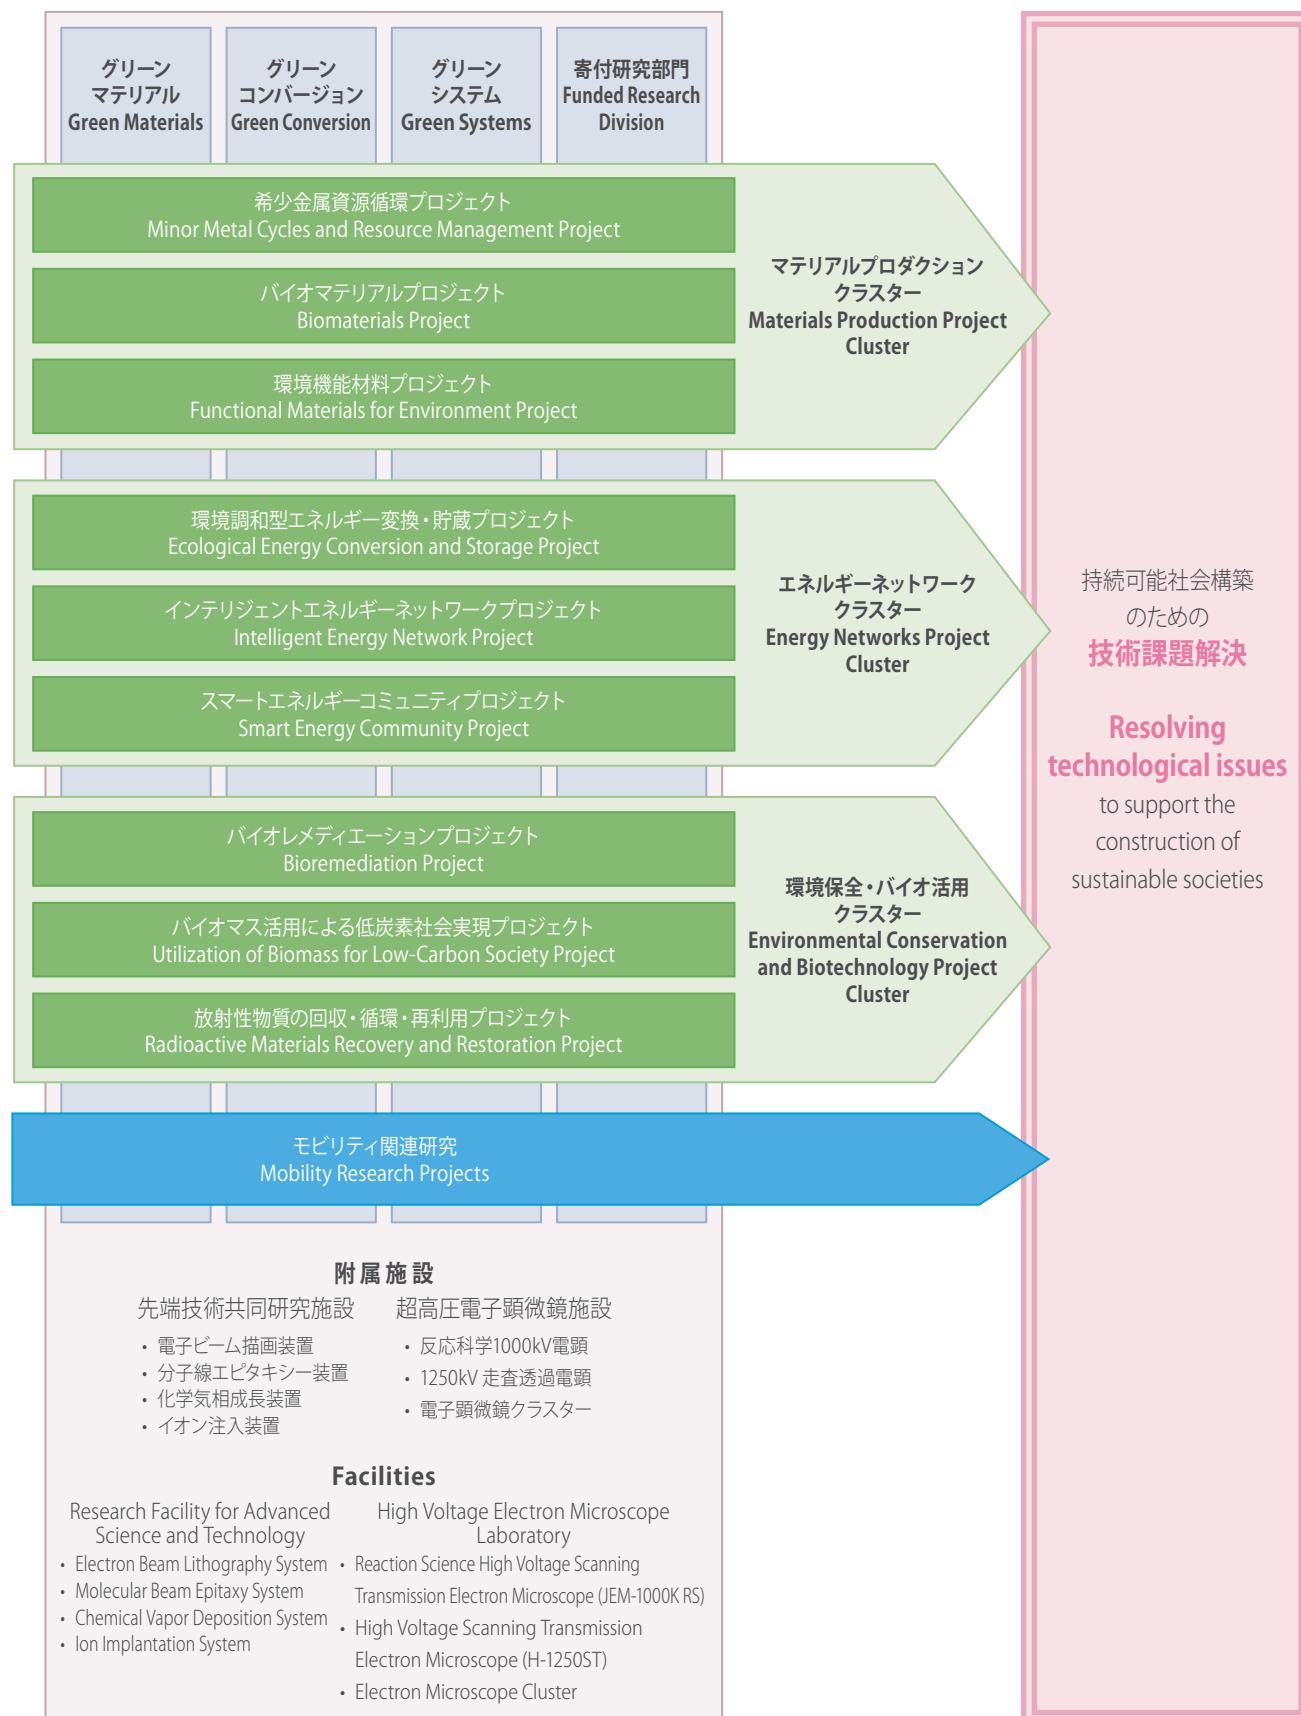 グリーン
マテリアル
Green Materials
グリーン
コンバージョン
Green Conversion
グリーン
システム
Green Systems
寄付研究部門
Funded Research
Division
希少金属資源循環プロジェクト
Minor Metal Cycles and Resource Management Project
バイオマテリアルプロジェクト
Biomaterials Project
環境機能材料プロジェクト
Functional Materials for Environment Project
マテリアルプロダクション
クラスター
Materials Production Project
Cluster
環境調和型エネルギー変換・貯蔵プロジェクト
Ecological Energy Conversion and Storage Project
インテリジェントエネルギーネットワークプロジェクト
Intelligent Energy Network Project
スマートエネルギーコミュニティプロジェクト
Smart Energy Community Project
エネルギーネットワーク
クラスター
Energy Networks Project
Cluster
バイオレメディエーションプロジェクト
Bioremediation Project
バイオマス活用による低炭素社会実現プロジェクト
Utilization of Biomass for Low-Carbon Society Project
放射性物質の回収・循環・再利用プロジェクト
Radioactive Materials Recovery and Restoration Project
環境保全・バイオ活用
クラスター
Environmental Conservation
and Biotechnology Project
Cluster
モビリティ関連研究
Mobility Research Projects
持続可能社会構築
のための
技術課題解決
Resolving
technological issues
to support the
construction of
sustainable societies
附属施設
先端技術共同研究施設
・電子ビーム描画装置
・分子線エピタキシー装置
・化学気相成長装置
・イオン注入装置
超高圧電子顕微鏡施設
・反応科学1000kV電顕
・1250kV 走査透過電顕
・電子顕微鏡クラスター
Facilities
Research Facility for Advanced
Science and Technology
・Electron Beam Lithography System
・Molecular Beam Epitaxy System
・Chemical Vapor Deposition System
・Ion Implantation System
High Voltage Electron Microscope
Laboratory
・Reaction Science High Voltage Scanning
Transmission Electron Microscope (JEM-1000K RS)
・High Voltage Scanning Transmission
Electron Microscope (H-1250ST)
・Electron Microscope Cluster